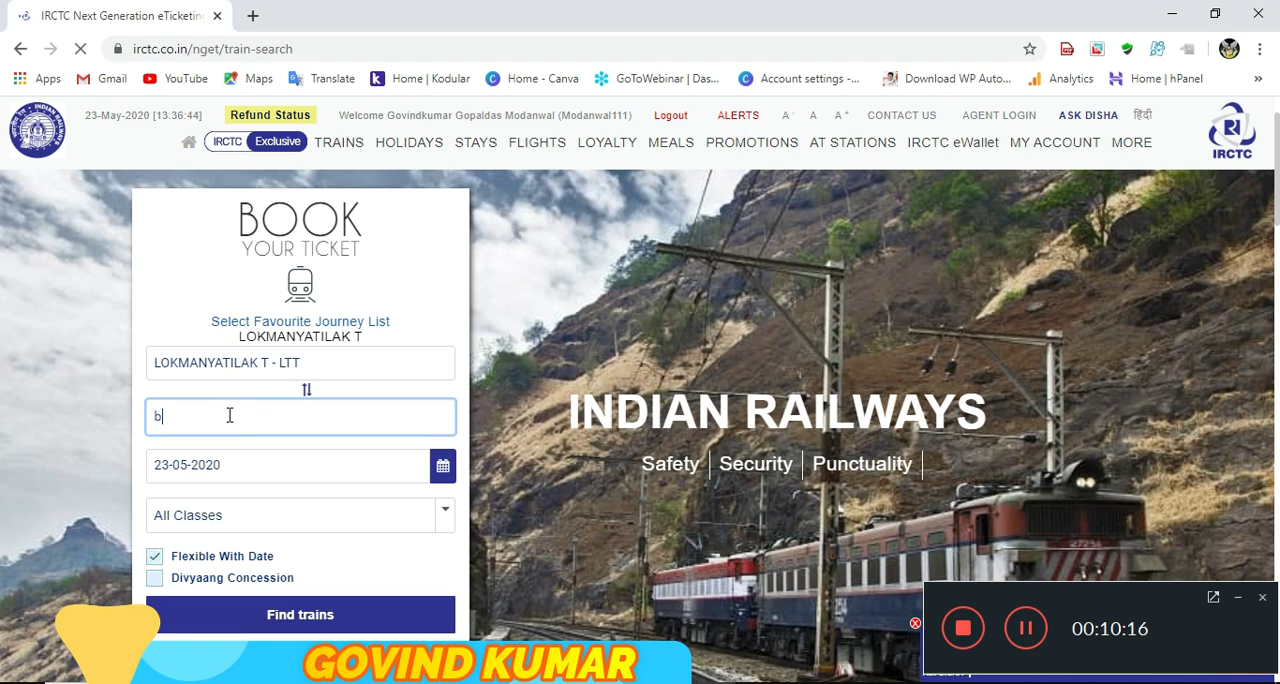 IRCTC Next Generation eTicketing
irctc.co.in/nget/train-search
Apps Gmail YouTube Maps Translate Home | Kodular Home - Canva GoToWebinar | Das... Account settings -... Download WP Auto... Analytics Home | hPanel »
23-May-2020 [13:36:44] Refund Status Welcome Govindkumar Gopaldas Modanwal (Modanwal111) Logout ALERTS A- A A+ CONTACT US AGENT LOGIN ASK DISHA हिंदी
IRCTC Exclusive TRAINS HOLIDAYS STAYS FLIGHTS LOYALTY MEALS PROMOTIONS AT STATIONS IRCTC eWallet MY ACCOUNT MORE
IRCTC
BOOK
YOUR TICKET
Select Favourite Journey List
LOKMANYATILAK T
LOKMANYATILAK T - LTT
b
23-05-2020
All Classes
Flexible With Date
Divyaang Concession
Find trains
INDIAN RAILWAYS
Safety | Security | Punctuality |
00:10:16
GOVIND KUMAR